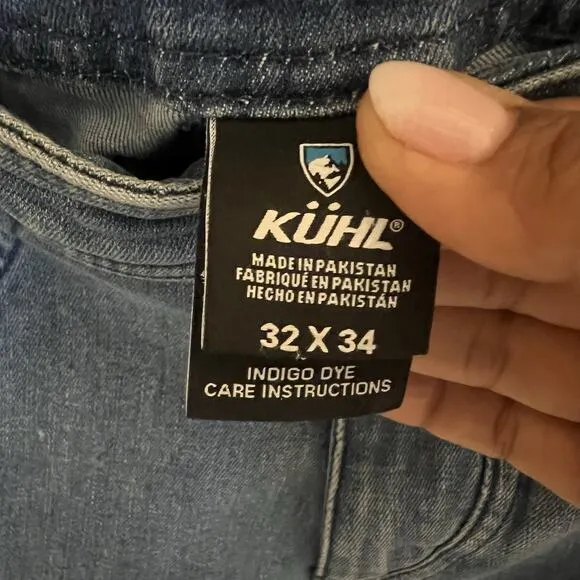 KÜHL®
MADE IN PAKISTAN
FABRIQUÉ EN PAKISTAN
HECHO EN PAKISTÁN
32 X 34
INDIGO DYE
CARE INSTRUCTIONS